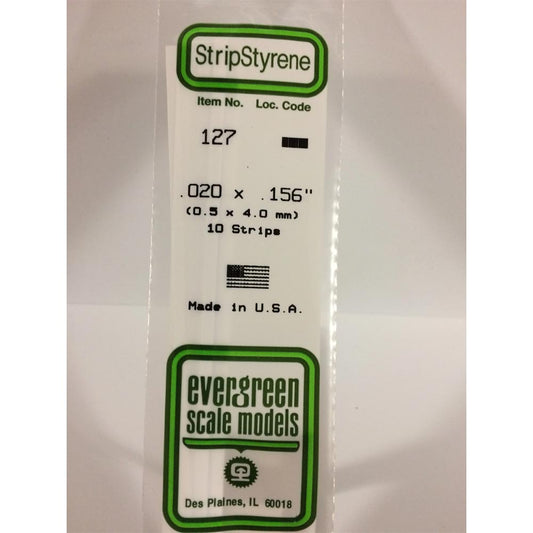 StripStyrene
Item No. Loc. Code
127
.020 x .156"
(0.5 x 4.0 mm)
10 Strips
Made in U.S.A.
evergreen
scale models
Des Plaines, IL 60018